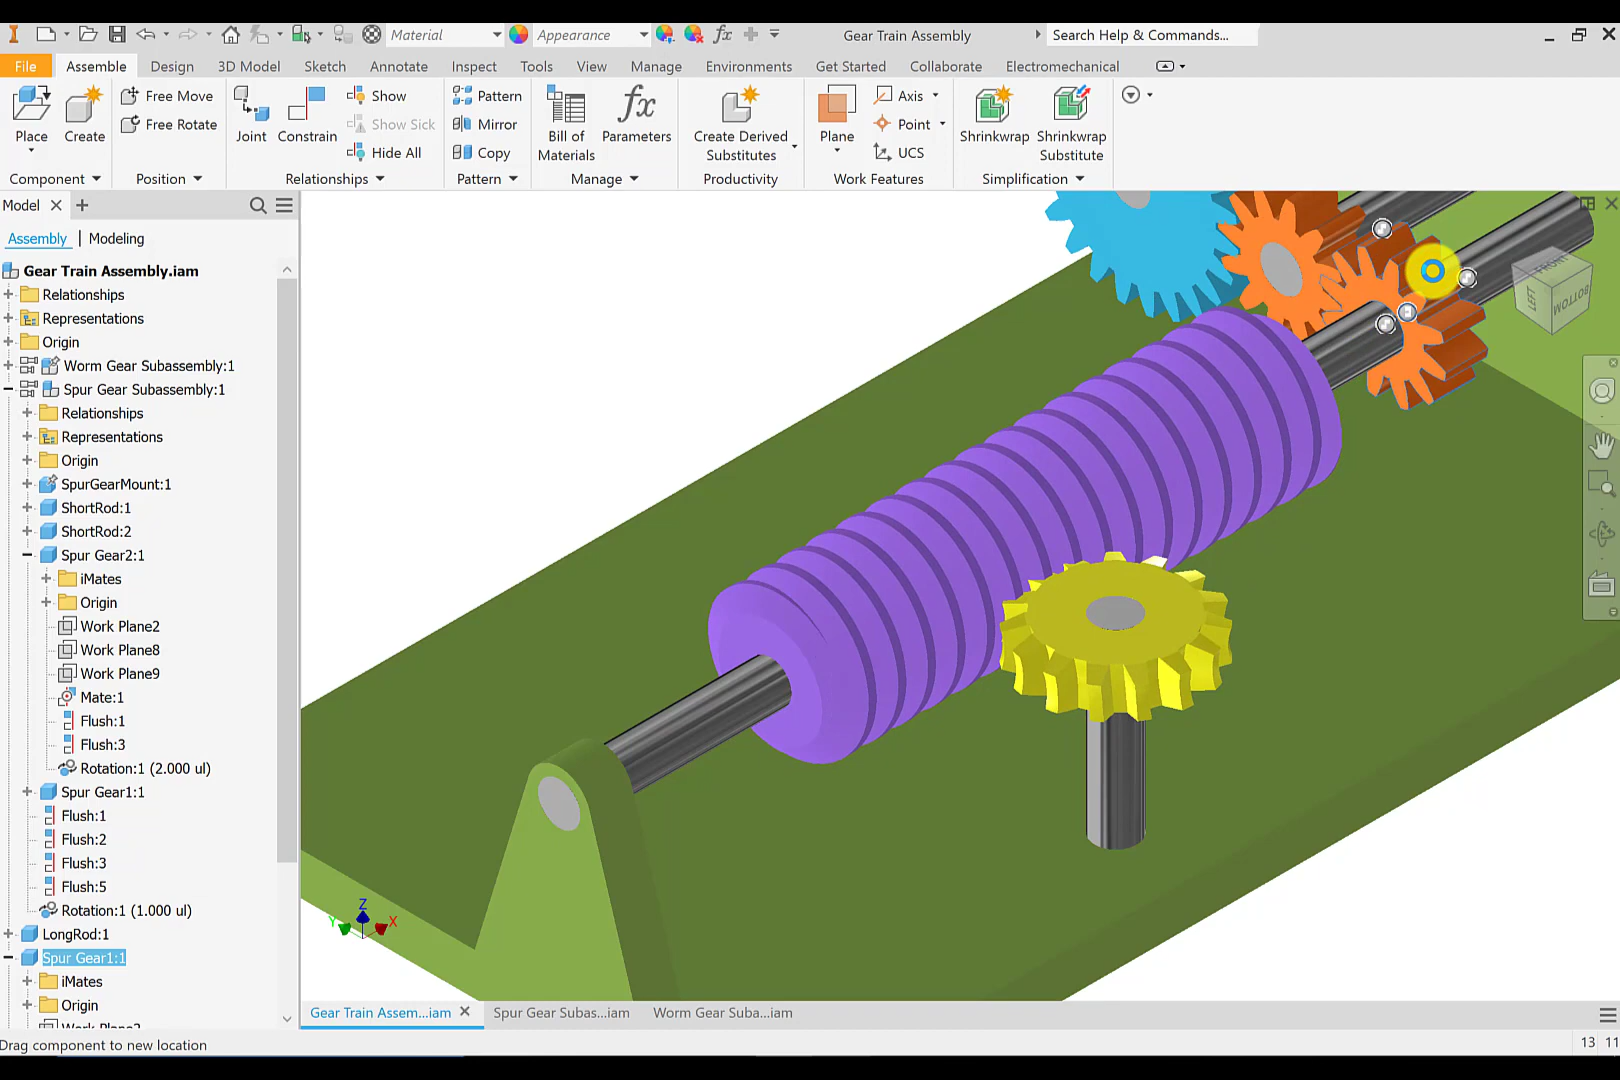 Material
Appearance
fx
Gear Train Assembly
Search Help & Commands...
File
Assemble
Design
3D Model
Sketch
Annotate
Inspect
Tools
View
Manage
Environments
Get Started
Collaborate
Electromechanical
Place
Create
Free Move
Free Rotate
Joint
Constrain
Show
Show Sick
Hide All
Pattern
Mirror
Copy
Bill of
Materials
fx
Parameters
Create Derived
Substitutes
Plane
Axis
Point
UCS
Shrinkwrap
Shrinkwrap
Substitute
Component
Position
Relationships
Pattern
Manage
Productivity
Work Features
Simplification
Model
Assembly | Modeling
Gear Train Assembly.iam
Relationships
Representations
Origin
Worm Gear Subassembly:1
Spur Gear Subassembly:1
Relationships
Representations
Origin
SpurGearMount:1
ShortRod:1
ShortRod:2
Spur Gear2:1
iMates
Origin
Work Plane2
Work Plane8
Work Plane9
Mate:1
Flush:1
Flush:3
Rotation:1 (2.000 ul)
Spur Gear1:1
Flush:1
Flush:2
Flush:3
Flush:5
Rotation:1 (1.000 ul)
LongRod:1
Spur Gear1:1
iMates
Origin
Work Plane2
FRONT
LEFT
BOTTOM
Z
Y
X
Gear Train Assem...iam
Spur Gear Subas...iam
Worm Gear Suba...iam
Drag component to new location
13 11